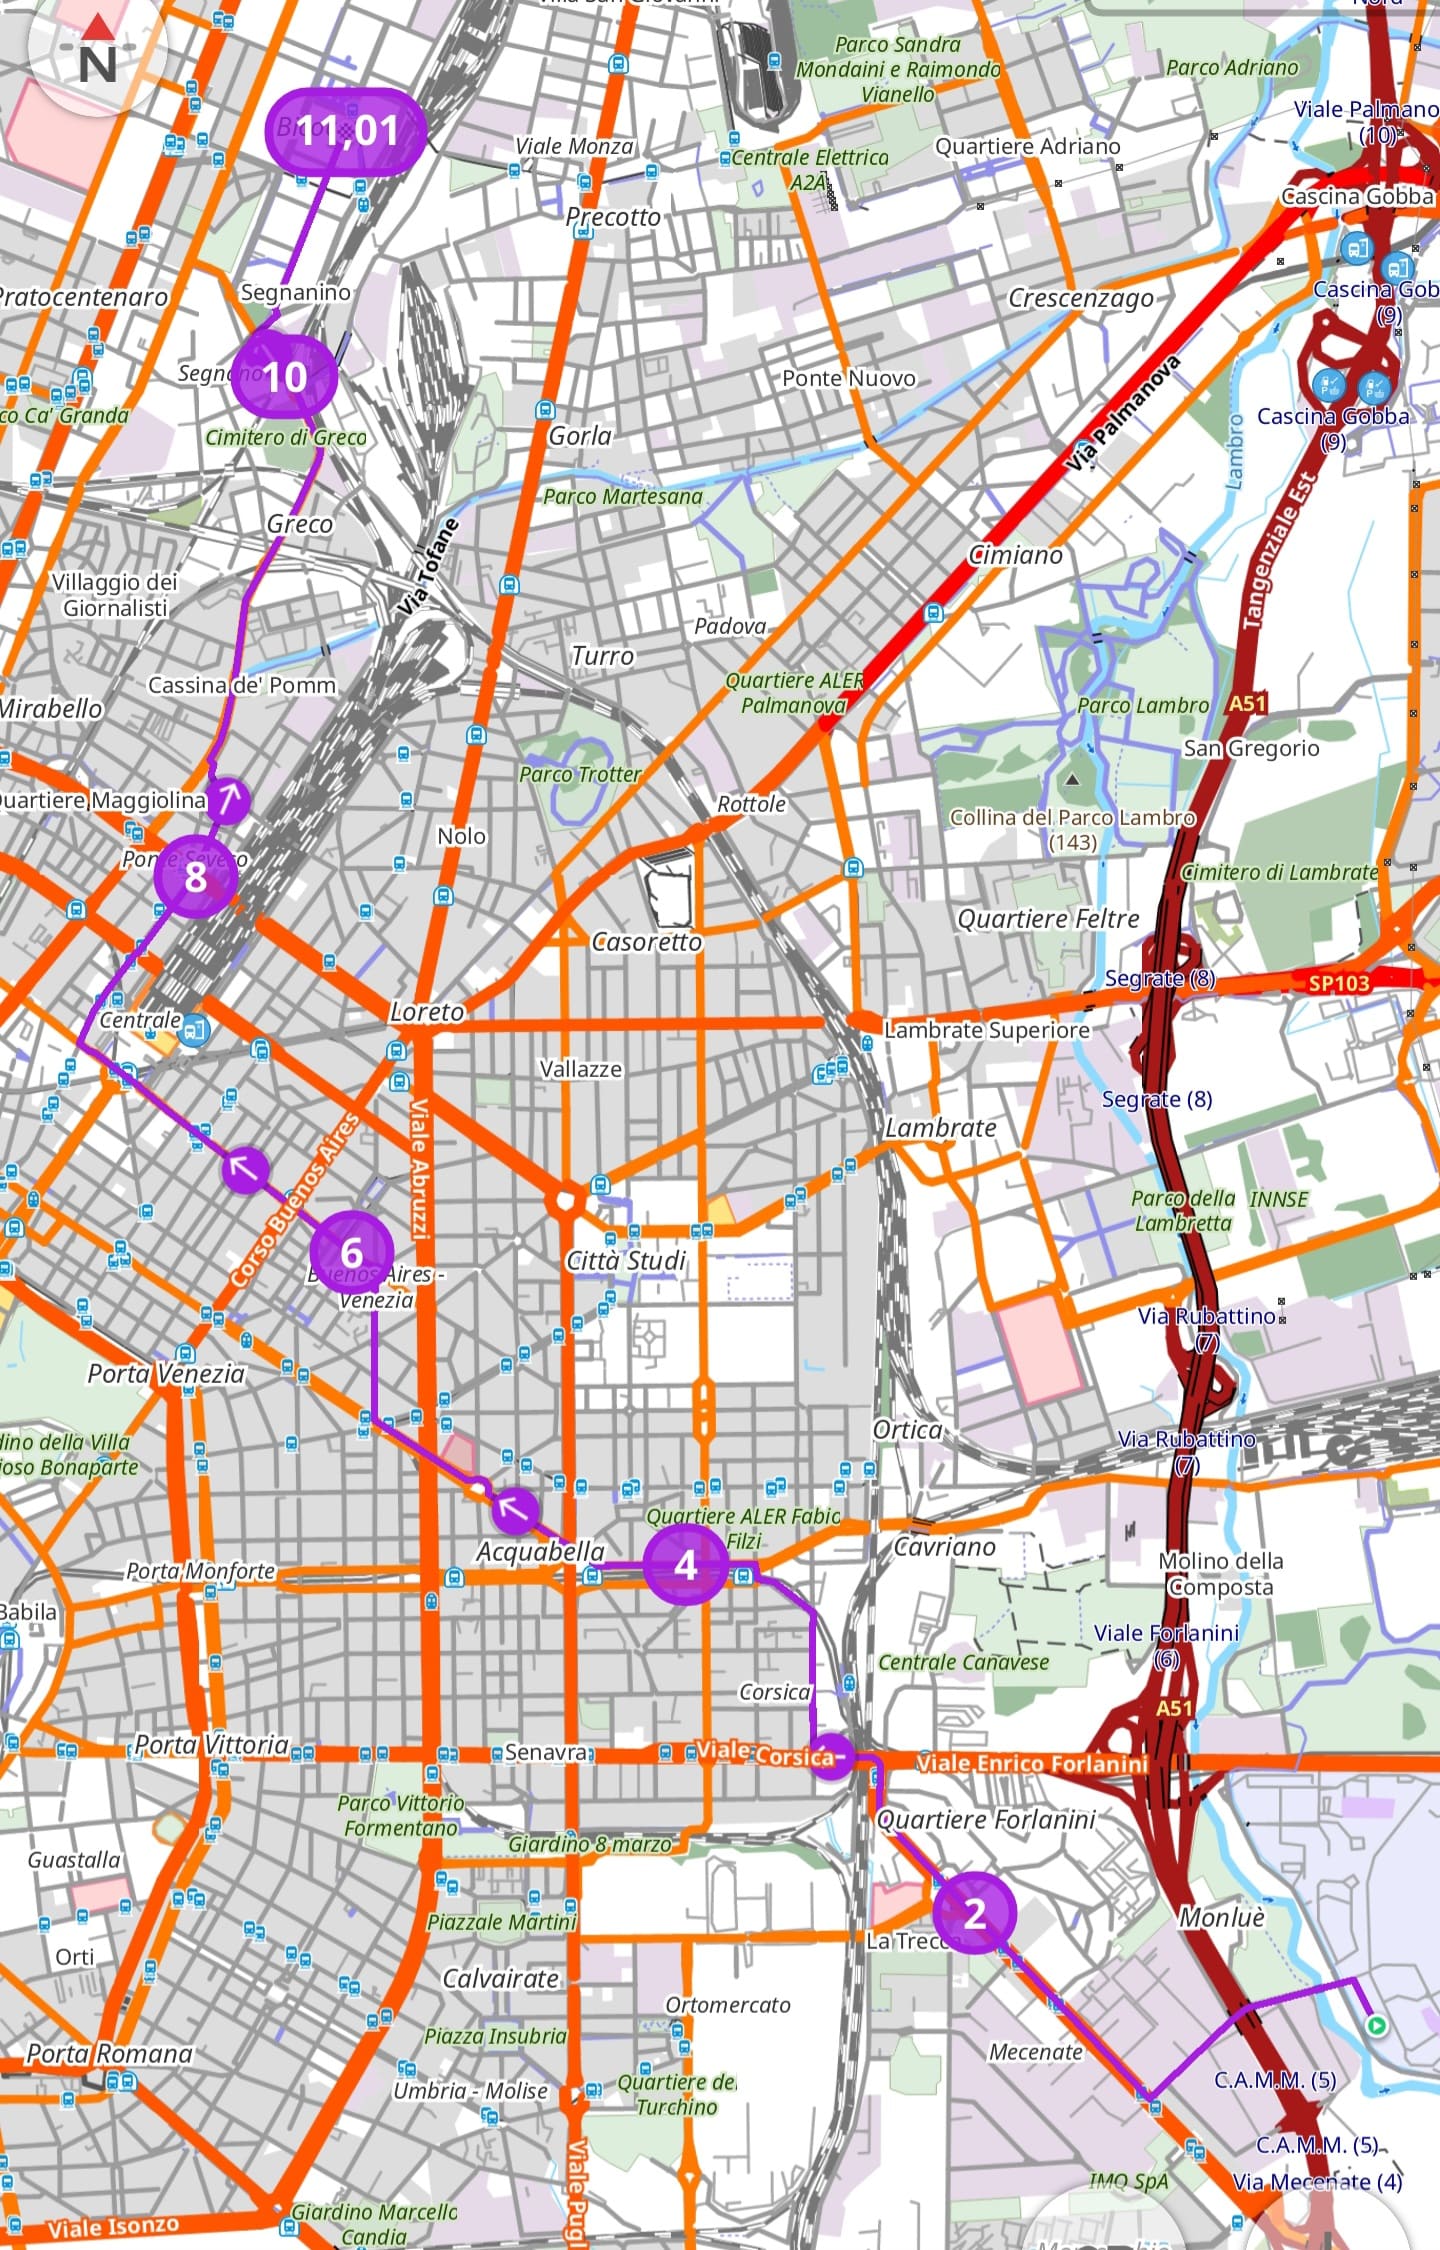 Nord
N
11,01
Parco Sandra
Mondaini e Raimondo
Vianello
Parco Adriano
Viale Palmano
(10)
Viale Monza
Centrale Elettrica
A2A
Quartiere Adriano
Precotto
Cascina Gobba
Pratocentenaro
Segnanino
Crescenzago
Cascina Gob
(9)
10
Ponte Nuovo
co Ca' Granda
Cimitero di Greco
Gorla
Via Palmanova
Cascina Gobba
(9)
Lambro
Parco Martesana
Greco
Via Tofane
Cimiano
Tangenziale Est
Villaggio dei
Giornalisti
Padova
Turro
Cassina de' Pomm
Mirabello
Quartiere ALER
Palmanova
Parco Lambro
A51
San Gregorio
Parco Trotter
Quartiere Maggiolina
Rottole
Collina del Parco Lambro
(143)
Nolo
8
Cimitero di Lambrate
Quartiere Feltre
Casoretto
Segrate (8)
SP103
Centrale
Loreto
Lambrate Superiore
Vallazze
Segrate (8)
Corso Buenos Aires
Viale Abruzzi
Lambrate
Parco della
Lambretta
INNSE
6
Buenos Aires -
Venezia
Città Studi
Via Rubattino
(7)
Porta Venezia
Ortica
dino della Villa
ioso Bonaparte
Via Rubattino
(7)
Quartiere ALER Fabio
Filzi
Acquabella
4
Cavriano
Porta Monforte
Molino della
Composta
Babila
Viale Forlanini
(6)
Centrale Canavese
Corsica
A51
Porta Vittoria
Senavra
Viale Corsica
Viale Enrico Forlanini
Parco Vittorio
Formentano
Quartiere Forlanini
Giardino 8 marzo
Guastalla
2
Piazzale Martini
Monluè
La Trecca
Orti
Calvairate
Ortomercato
Piazza Insubria
Mecenate
Porta Romana
C.A.M.M. (5)
Umbria - Molise
Quartiere de
Turchino
C.A.M.M. (5)
IMQ SpA
Via Mecenate (4)
Viale Pugl
Viale Isonzo
Giardino Marcello
Candia